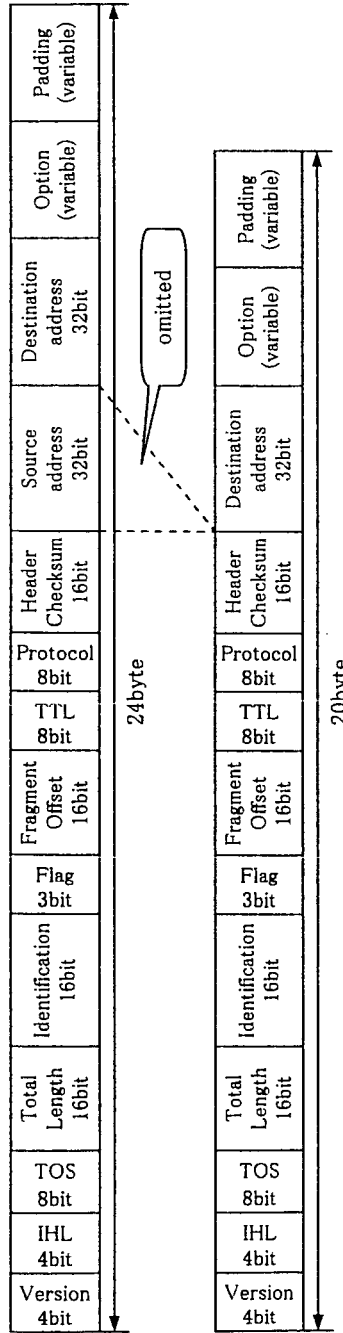 Version
4bit
IHL
4bit
TOS
8bit
Total
Length
16bit
Identification
16bit
Flag
3bit
Fragment
Offset
16bit
TTL
8bit
Protocol
8bit
Header
Checksum
16bit
Source
address
32bit
Destination
address
32bit
Option
(variable)
Padding
(variable)
24byte
omitted
Version
4bit
IHL
4bit
TOS
8bit
Total
Length
16bit
Identification
16bit
Flag
3bit
Fragment
Offset
16bit
TTL
8bit
Protocol
8bit
Header
Checksum
16bit
Destination
address
32bit
Option
(variable)
Padding
(variable)
20byte